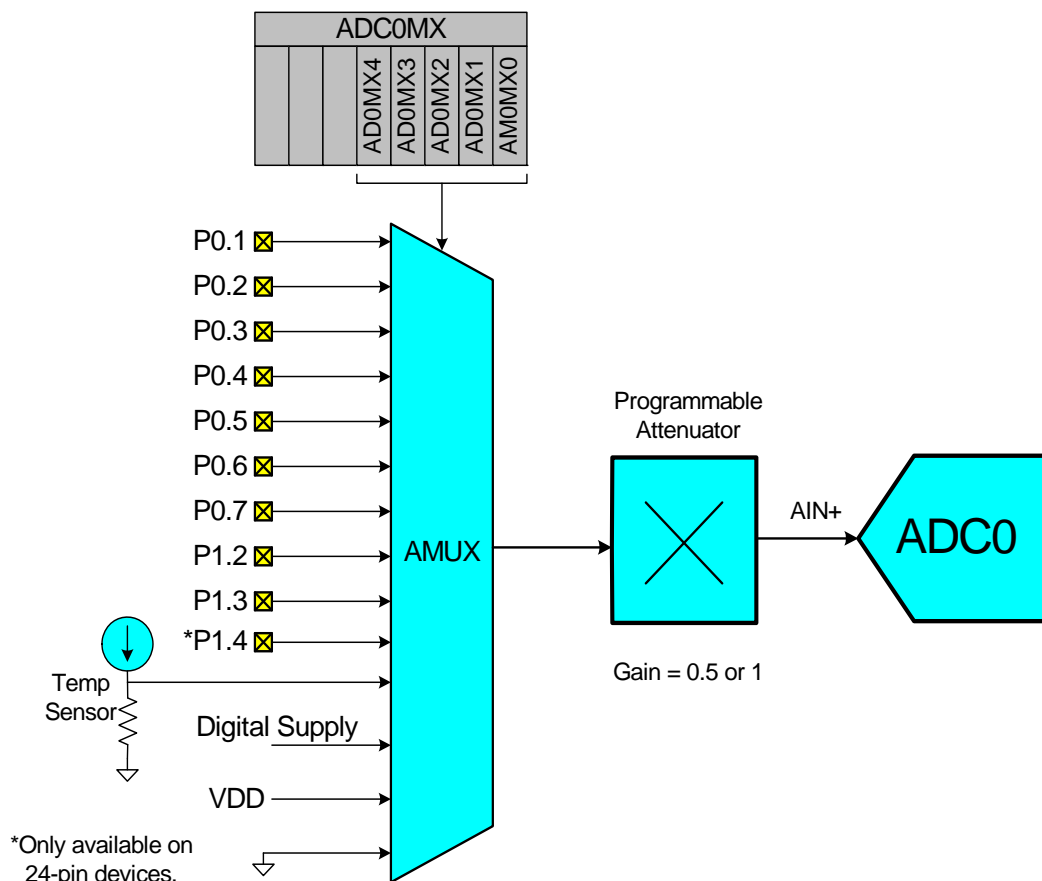 ADC0MX
AD0MX4
AD0MX3
AD0MX2
AD0MX1
AM0MX0
P0.1
P0.2
P0.3
P0.4
P0.5
P0.6
P0.7
P1.2
P1.3
*P1.4
AMUX
Programmable
Attenuator
AIN+
ADC0
Gain = 0.5 or 1
Temp
Sensor
Digital Supply
VDD
*Only available on
24-pin devices.